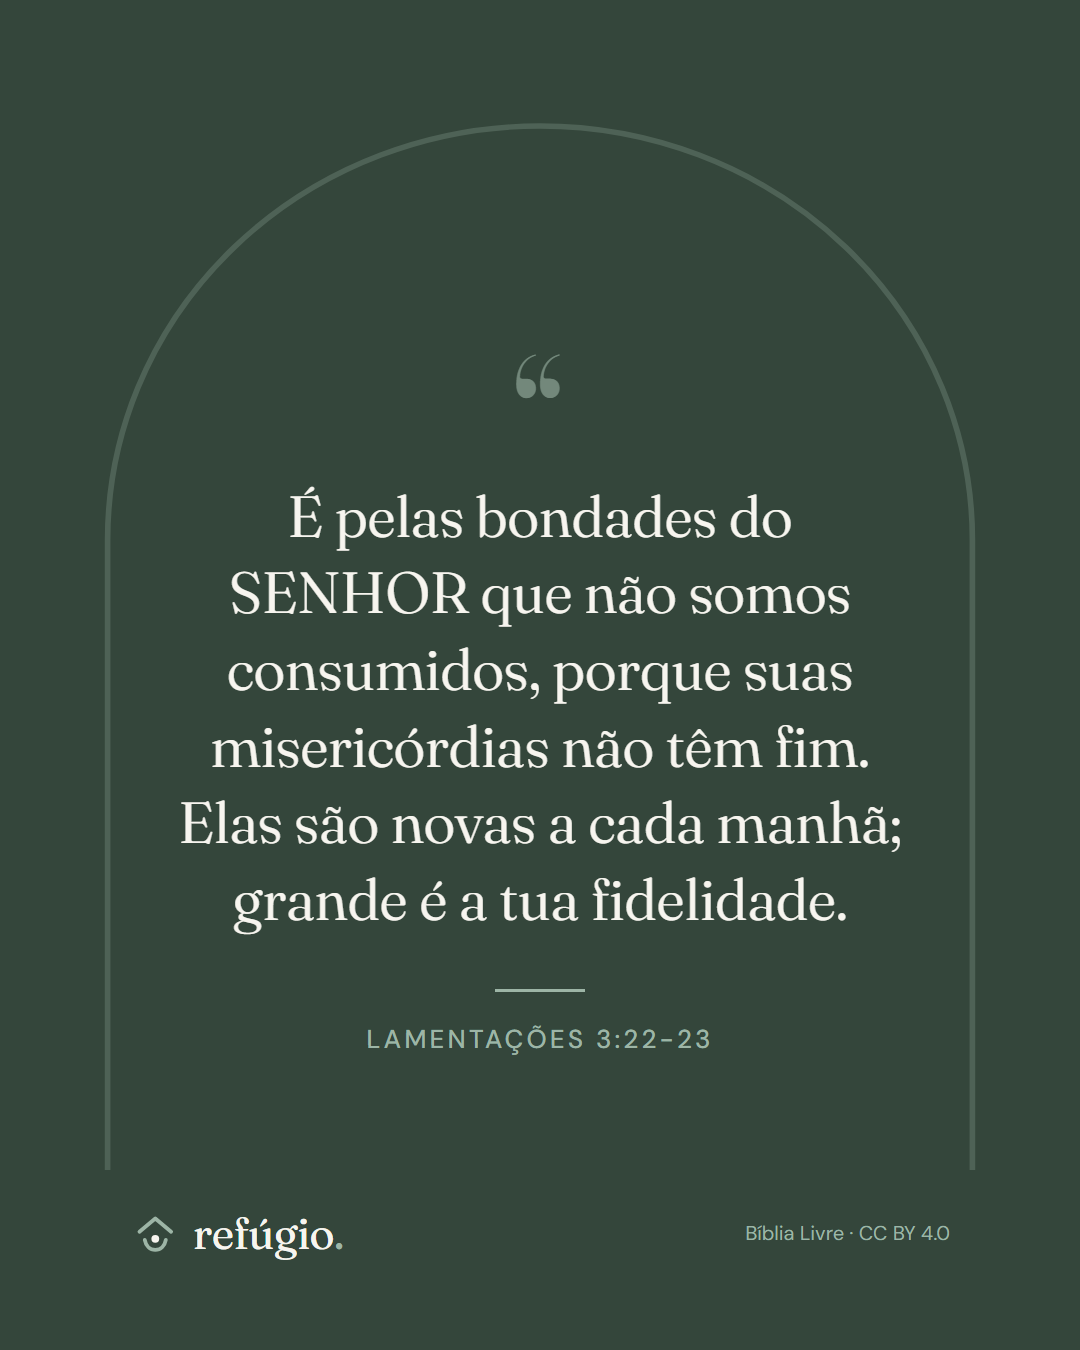 “
É pelas bondades do
SENHOR que não somos
consumidos, porque suas
misericórdias não têm fim.
Elas são novas a cada manhã;
grande é a tua fidelidade.
LAMENTAÇÕES 3:22-23
refúgio.
Bíblia Livre · CC BY 4.0